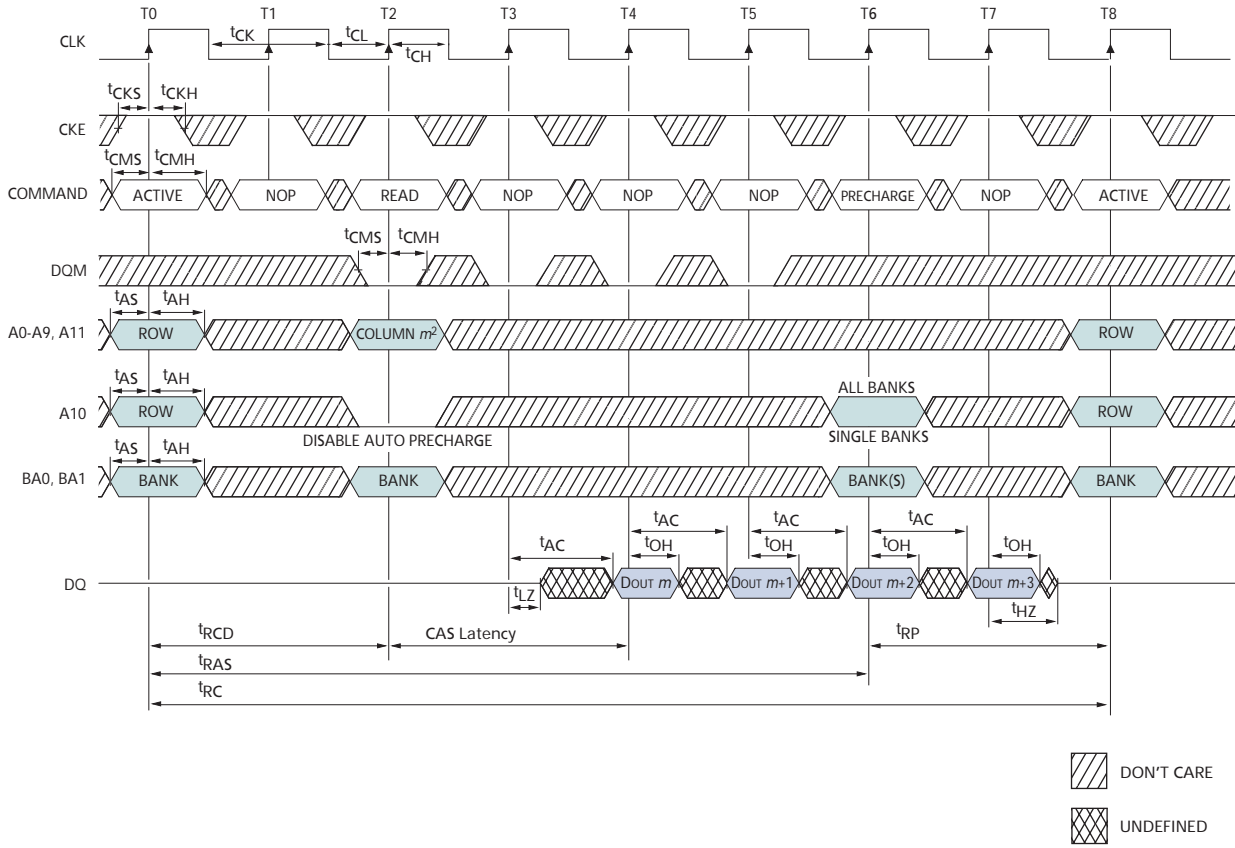 T0 T1 T2 T3 T4 T5 T6 T7 T8
CLK tCK tCL tCH
tCKS tCKH
CKE
tCMS tCMH
COMMAND ACTIVE NOP READ NOP NOP NOP PRECHARGE NOP ACTIVE
tCMS tCMH
DQM
tAS tAH
A0-A9, A11 ROW COLUMN m2 ROW
tAS tAH ALL BANKS
A10 ROW ROW
DISABLE AUTO PRECHARGE SINGLE BANKS
tAS tAH
BA0, BA1 BANK BANK BANK(S) BANK
tAC tAC tAC tAC
tOH tOH tOH tOH
DQ DOUT m DOUT m+1 DOUT m+2 DOUT m+3
tLZ tHZ
tRCD CAS Latency tRP
tRAS
tRC
DON'T CARE
UNDEFINED